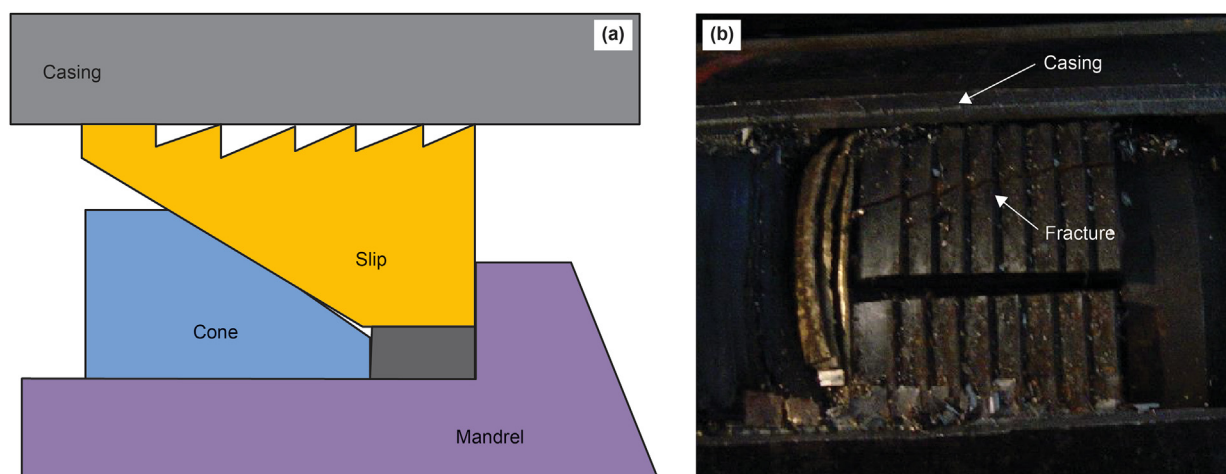 (a)
Casing
Slip
Cone
Mandrel
(b)
Casing
Fracture